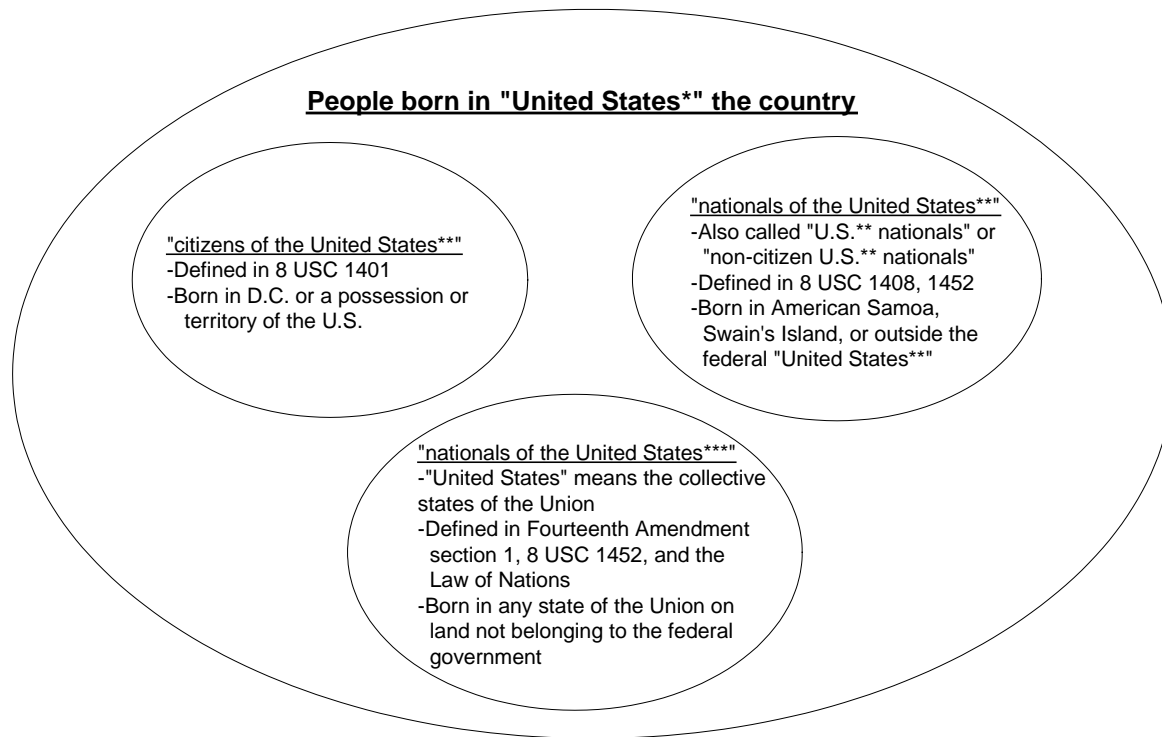 People born in "United States*" the country
"citizens of the United States**"
-Defined in 8 USC 1401
-Born in D.C. or a possession or
territory of the U.S.
"nationals of the United States**"
-Also called "U.S.** nationals" or
"non-citizen U.S.** nationals"
-Defined in 8 USC 1408, 1452
-Born in American Samoa,
Swain's Island, or outside the
federal "United States**"
"nationals of the United States***"
-"United States" means the collective
states of the Union
-Defined in Fourteenth Amendment
section 1, 8 USC 1452, and the
Law of Nations
-Born in any state of the Union on
land not belonging to the federal
government